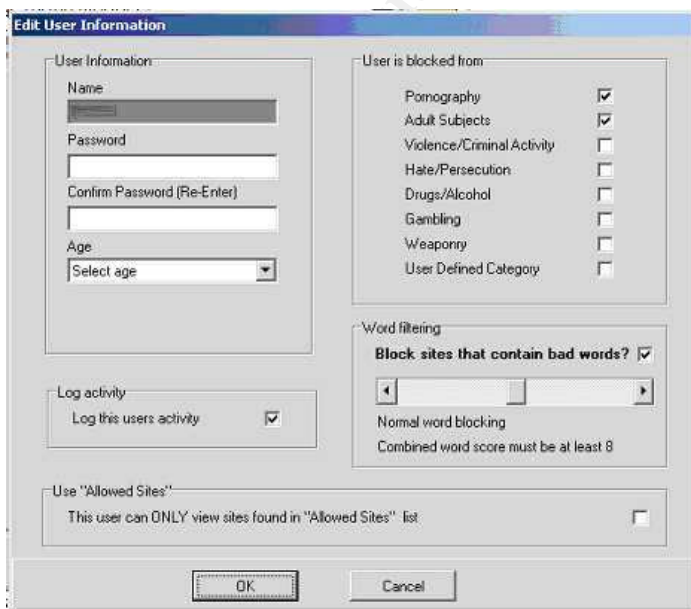 Edit User Information
User Information
Name
Password
Confirm Password (Re-Enter)
Age
Select age
User is blocked from
Pornography
Adult Subjects
Violence/Criminal Activity
Hate/Persecution
Drugs/Alcohol
Gambling
Weaponry
User Defined Category
Word filtering
Block sites that contain bad words?
Normal word blocking
Combined word score must be at least 8
Log activity
Log this users activity
Use "Allowed Sites"
This user can ONLY view sites found in "Allowed Sites" list
OK
Cancel